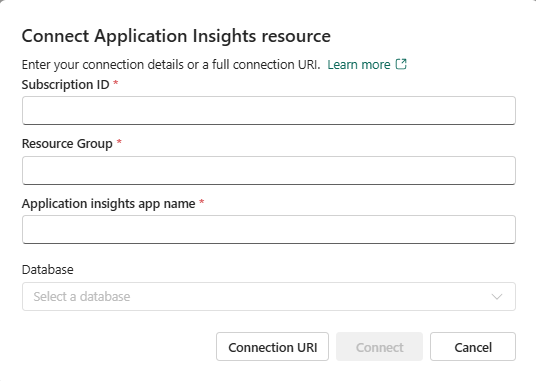 Connect Application Insights resource
Enter your connection details or a full connection URI. Learn more
Subscription ID *
Resource Group *
Application insights app name *
Database
Select a database
Connection URI Connect Cancel